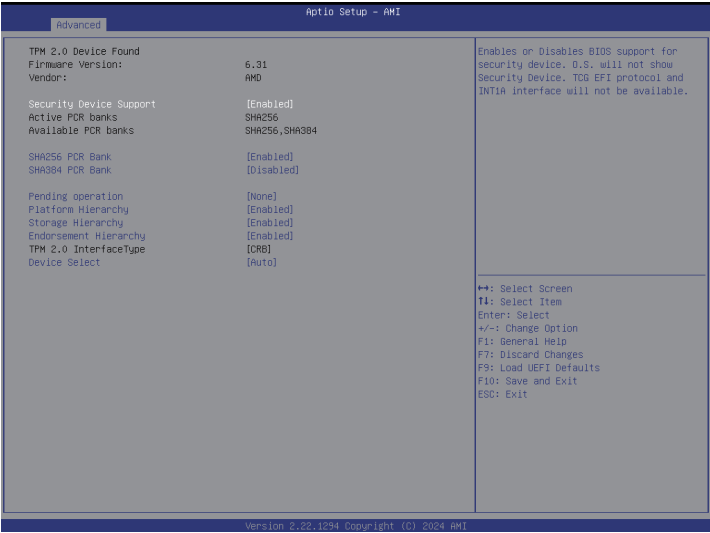 Aptio Setup - AMI
Advanced
TPM 2.0 Device Found
Firmware Version: 6.31
Vendor: AMD
Security Device Support [Enabled]
Active PCR banks SHA256
Available PCR banks SHA256,SHA384
SHA256 PCR Bank [Enabled]
SHA384 PCR Bank [Disabled]
Pending operation [None]
Platform Hierarchy [Enabled]
Storage Hierarchy [Enabled]
Endorsement Hierarchy [Enabled]
TPM 2.0 InterfaceType [CRB]
Device Select [Auto]
Enables or Disables BIOS support for
security device. O.S. will not show
Security Device. TCG EFI protocol and
INT1A interface will not be available.
↔: Select Screen
↑↓: Select Item
Enter: Select
+/-: Change Option
F1: General Help
F7: Discard Changes
F9: Load UEFI Defaults
F10: Save and Exit
ESC: Exit
Version 2.22.1294 Copyright (C) 2024 AMI